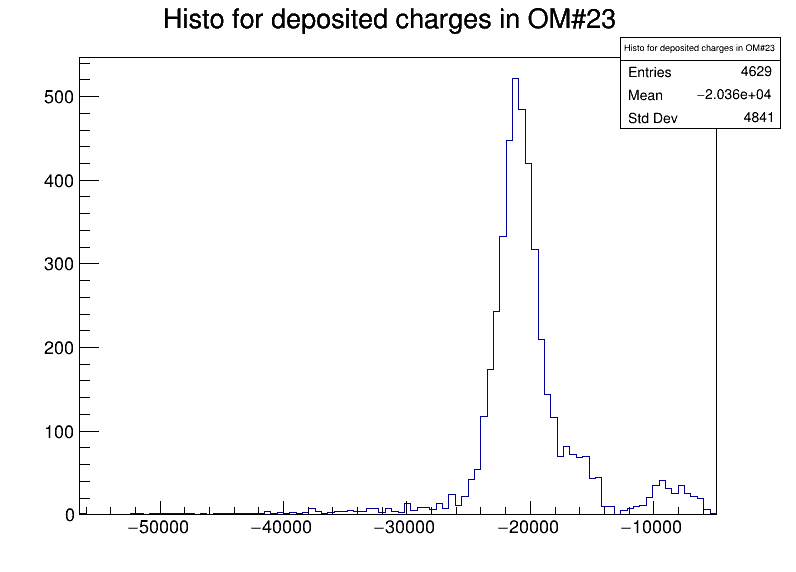 Histo for deposited charges in OM#23
Histo for deposited charges in OM#23
Entries 4629
Mean −2.036e+04
Std Dev 4841
500
400
300
200
100
0
−50000 −40000 −30000 −20000 −10000